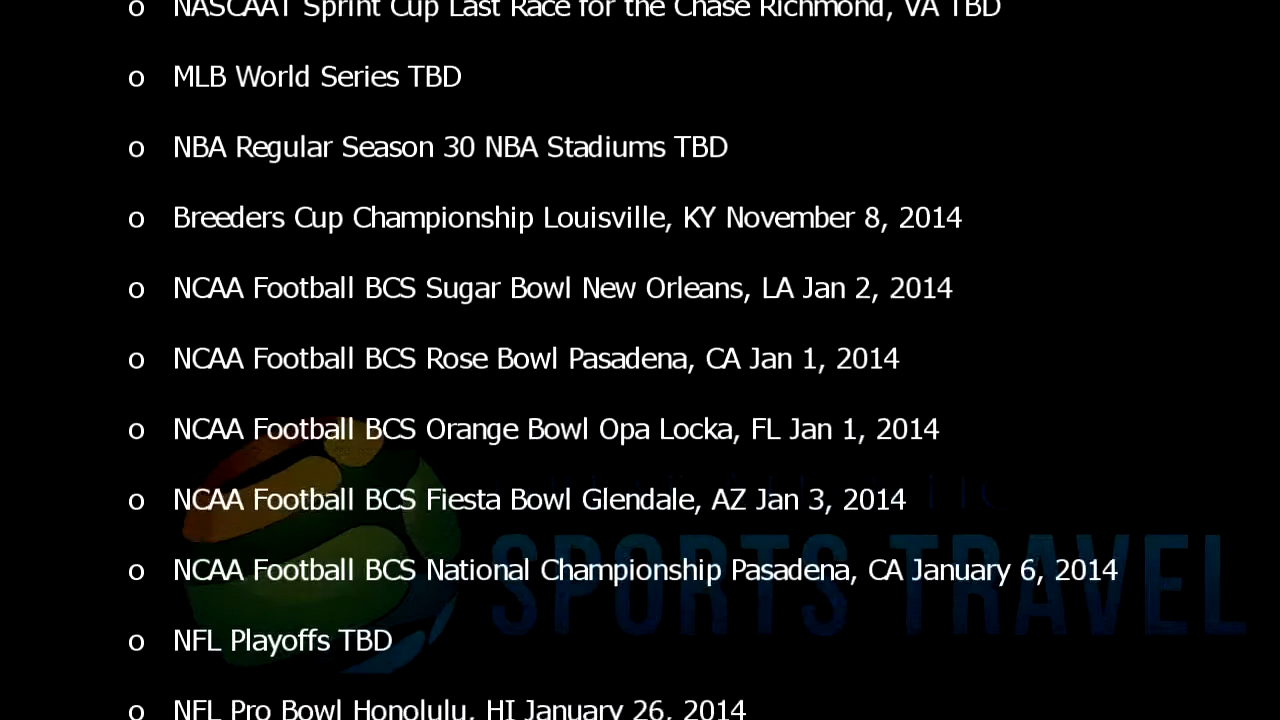 o NASCAAT Sprint Cup Last Race for the Chase Richmond, VA TBD
o MLB World Series TBD
o NBA Regular Season 30 NBA Stadiums TBD
o Breeders Cup Championship Louisville, KY November 8, 2014
o NCAA Football BCS Sugar Bowl New Orleans, LA Jan 2, 2014
o NCAA Football BCS Rose Bowl Pasadena, CA Jan 1, 2014
o NCAA Football BCS Orange Bowl Opa Locka, FL Jan 1, 2014
o NCAA Football BCS Fiesta Bowl Glendale, AZ Jan 3, 2014
SPORTS TRAVEL
o NCAA Football BCS National Championship Pasadena, CA January 6, 2014
o NFL Playoffs TBD
o NFL Pro Bowl Honolulu, HI January 26, 2014